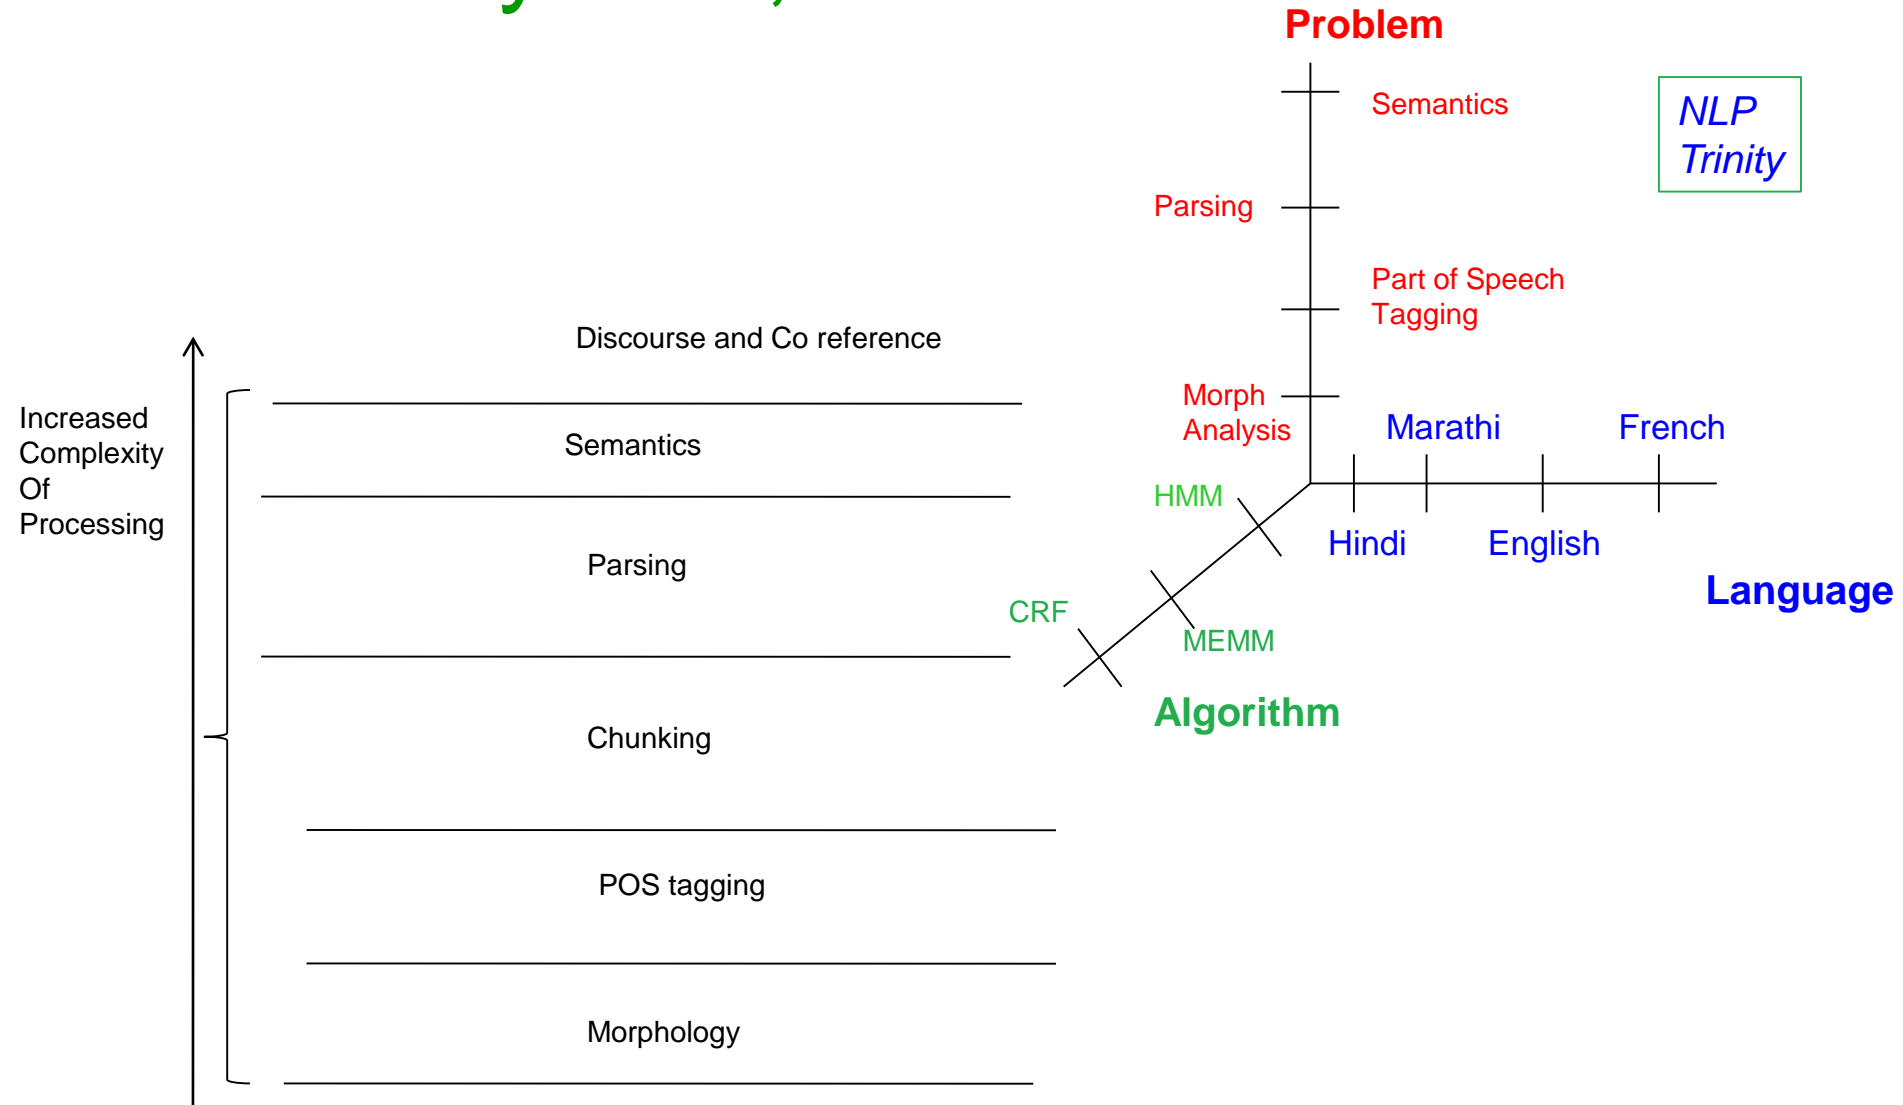 Problem
Semantics
NLP
Trinity
Parsing
Part of Speech
Tagging
Discourse and Co reference
Morph
Analysis
Increased
Complexity
Of
Processing
Marathi
French
Semantics
HMM
Hindi
English
Parsing
Language
CRF
MEMM
Algorithm
Chunking
POS tagging
Morphology